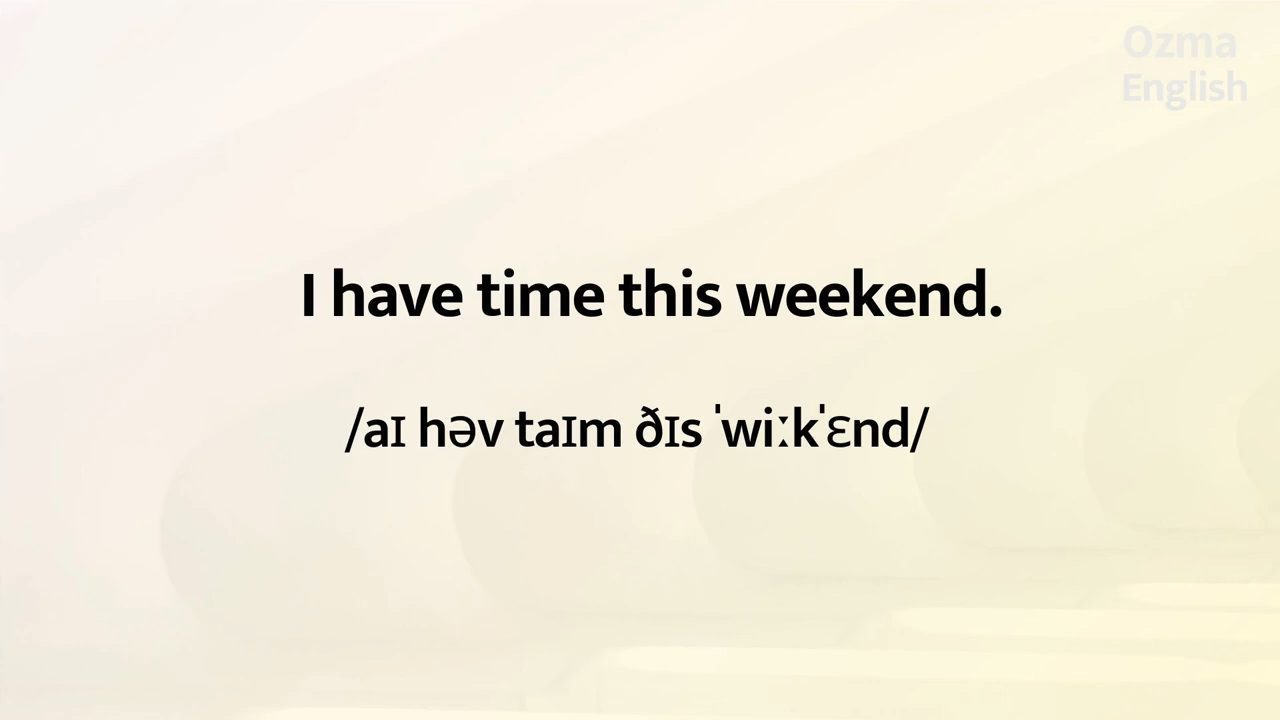 Ozma
English
I have time this weekend.
/aɪ həv taɪm ðɪs ˈwiːkˈɛnd/